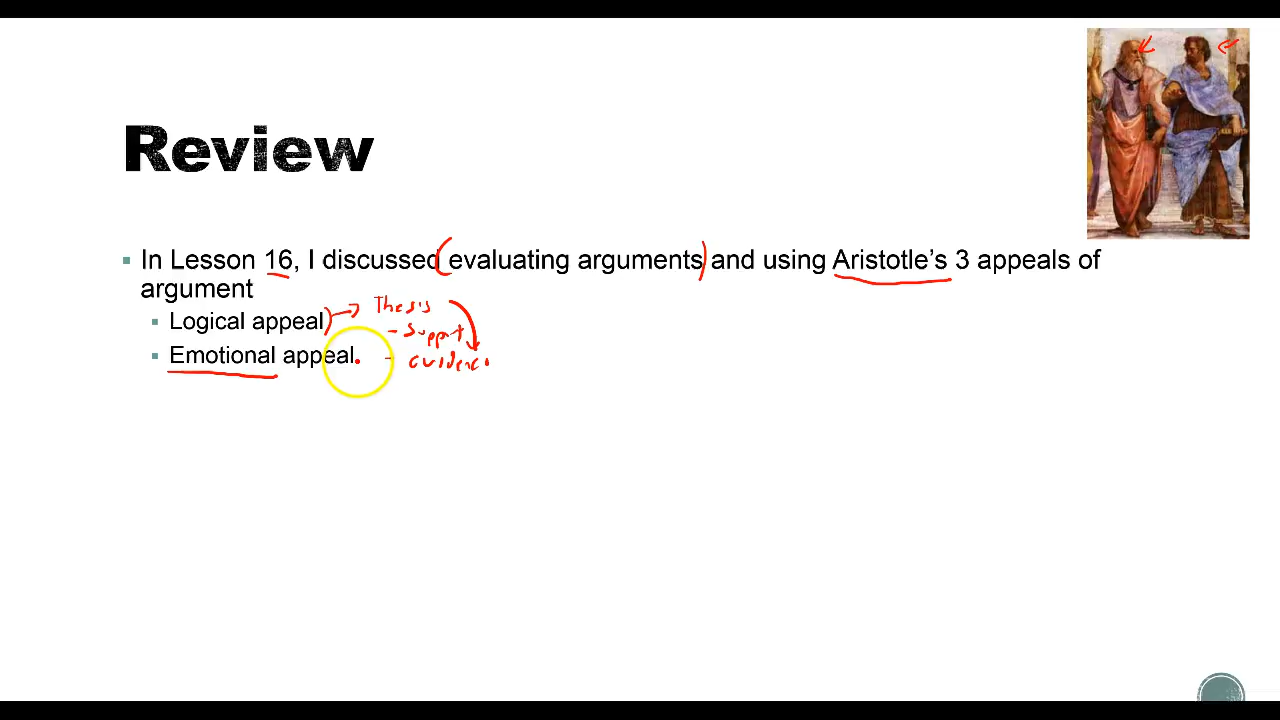 Review
In Lesson 16, I discussed evaluating arguments and using Aristotle's 3 appeals of
argument
Logical appeal
Thesis
- Support
Emotional appeal
- evidence